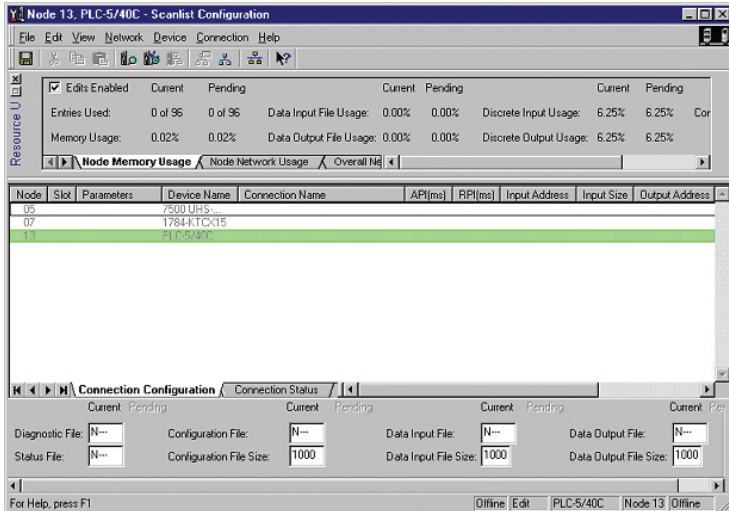 Node 13, PLC-5/40C - Scanlist Configuration
File Edit View Network Device Connection Help
Resource U
Edits Enabled Current Pending Current Pending Current Pending
Entries Used: 0 of 96 0 of 96 Data Input File Usage: 0.00% 0.00% Discrete Input Usage: 6.25% 6.25% Cor
Memory Usage: 0.02% 0.02% Data Output File Usage: 0.00% 0.00% Discrete Output Usage: 6.25% 6.25%
Node Memory Usage Node Network Usage Overall Ne
Node Slot Parameters Device Name Connection Name API(ms) RPI(ms) Input Address Input Size Output Address
05 7500 UHS-...
07 1784-KTCX15
13 PLC-5/40C
Connection Configuration Connection Status
Current Pending Current Pending Current Pending Current Per
Diagnostic File: N--- Configuration File: N--- Data Input File: N--- Data Output File: N---
Status File: N--- Configuration File Size: 1000 Data Input File Size: 1000 Data Output File Size: 1000
For Help, press F1 Offline Edit PLC-5/40C Node 13 Offline